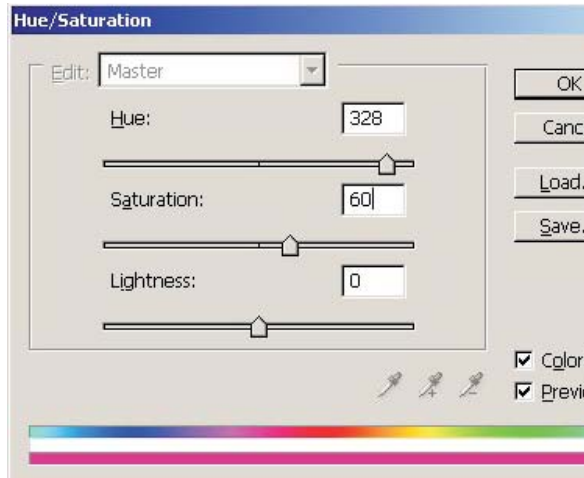 Hue/Saturation
Edit: Master
Hue: 328
Saturation: 60
Lightness: 0
OK
Canc
Load.
Save.
Color
Previ